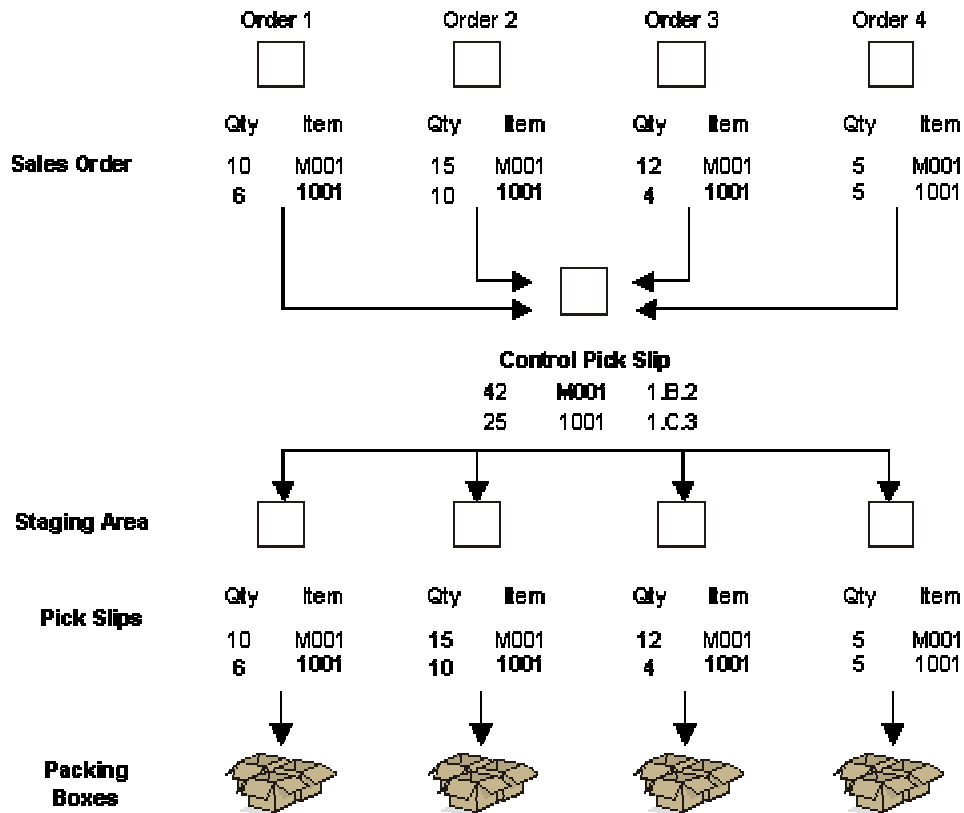 Order 1 Order 2 Order 3 Order 4
Qty Item Qty Item Qty Item Qty Item
Sales Order 10 M001 15 M001 12 M001 5 M001
6 1001 10 1001 4 1001 5 1001
Control Pick Slip
42 M001 1.B.2
25 1001 1.C.3
Staging Area
Qty Item Qty Item Qty Item Qty Item
Pick Slips
10 M001 15 M001 12 M001 5 M001
6 1001 10 1001 4 1001 5 1001
Packing
Boxes